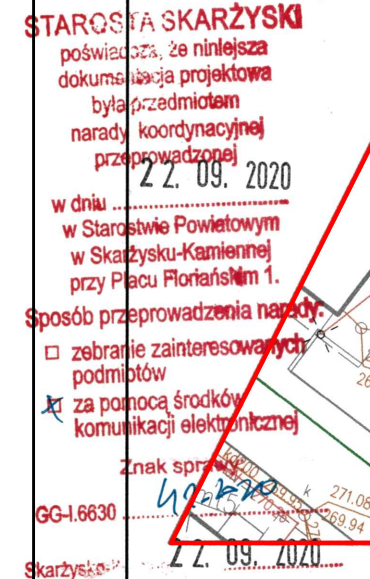 STAROSTA SKARŻYSKI
poświadcza, że niniejsza
dokumentacja projektowa
była przedmiotem
narady koordynacyjnej
przeprowadzonej
22. 09. 2020
w dniu
w Starostwie Powiatowym
w Skarżysku-Kamiennej
przy Placu Floriańskim 1.
Sposób przeprowadzenia narady:
□ zebranie zainteresowanych
podmiotów
☒ za pomocą środków
komunikacji elektronicznej
Znak sprawy
GG-I.6630
22. 09. 2020
k 271.08
269.94
26